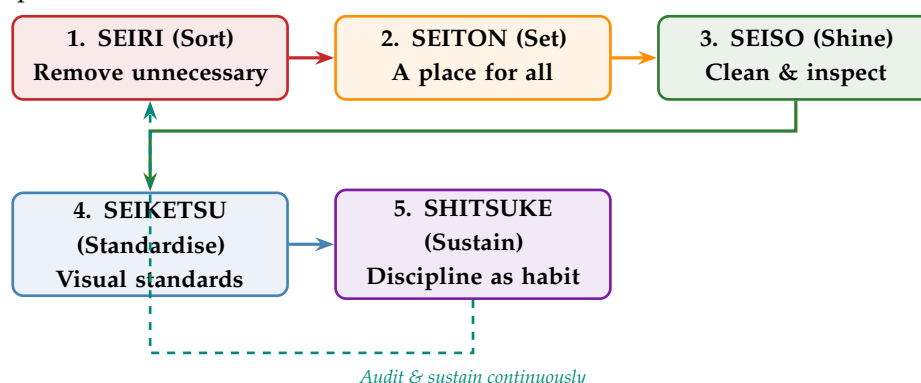 1. SEIRI (Sort)
Remove unnecessary
2. SEITON (Set)
A place for all
3. SEISO (Shine)
Clean & inspect
4. SEIKETSU
(Standardise)
Visual standards
5. SHITSUKE
(Sustain)
Discipline as habit
Audit & sustain continuously